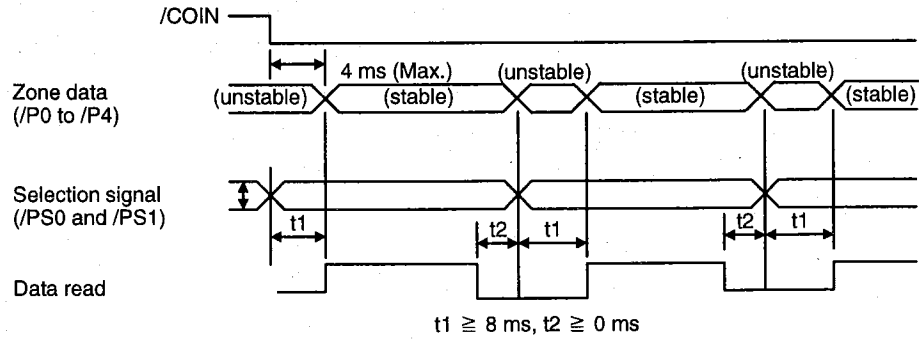 /COIN
4 ms (Max.)
(unstable)
(unstable)
Zone data
(/P0 to /P4)
(unstable)
(stable)
(stable)
(stable)
Selection signal
(/PS0 and /PS1)
t1
t2
t1
t2
t1
Data read
t1 ≧ 8 ms, t2 ≧ 0 ms